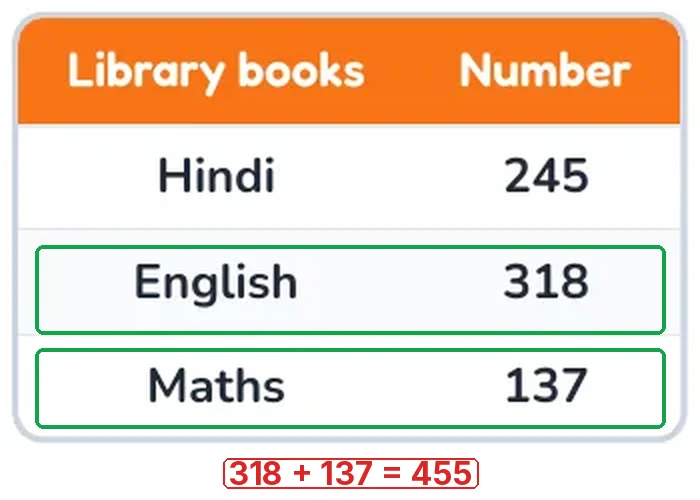 Library books Number
Hindi 245
English 318
Maths 137
318 + 137 = 455